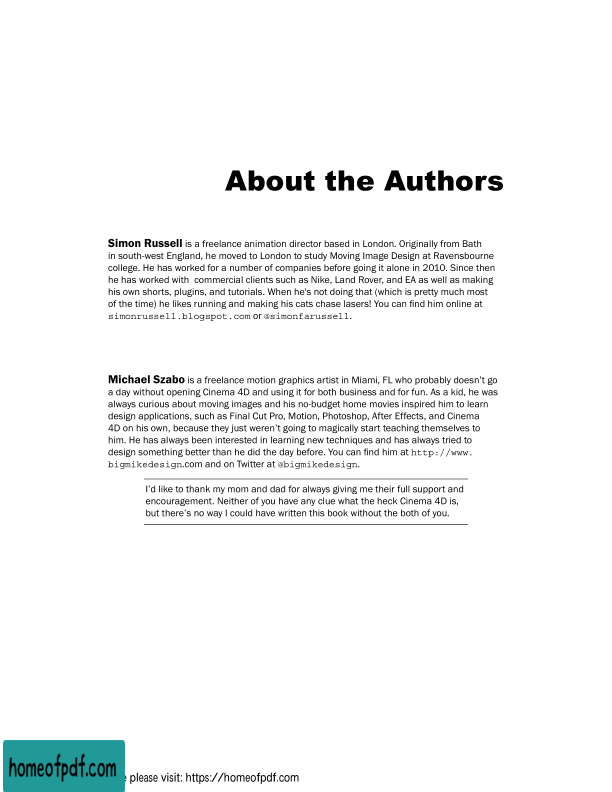 About the Authors
Simon Russell is a freelance animation director based in London. Originally from Bath
in south-west England, he moved to London to study Moving Image Design at Ravensbourne
college. He has worked for a number of companies before going it alone in 2010. Since then
he has worked with commercial clients such as Nike, Land Rover, and EA as well as making
his own shorts, plugins, and tutorials. When he's not doing that (which is pretty much most
of the time) he likes running and making his cats chase lasers! You can find him online at
simonrussell.blogspot.com or @simonfarussell.
Michael Szabo is a freelance motion graphics artist in Miami, FL who probably doesn't go
a day without opening Cinema 4D and using it for both business and for fun. As a kid, he was
always curious about moving images and his no-budget home movies inspired him to learn
design applications, such as Final Cut Pro, Motion, Photoshop, After Effects, and Cinema
4D on his own, because they just weren't going to magically start teaching themselves to
him. He has always been interested in learning new techniques and has always tried to
design something better than he did the day before. You can find him at http://www.
bigmikedesign.com and on Twitter at @bigmikedesign.
I'd like to thank my mom and dad for always giving me their full support and
encouragement. Neither of you have any clue what the heck Cinema 4D is,
but there's no way I could have written this book without the both of you.
homeofpdf.com
please visit: https://homeofpdf.com